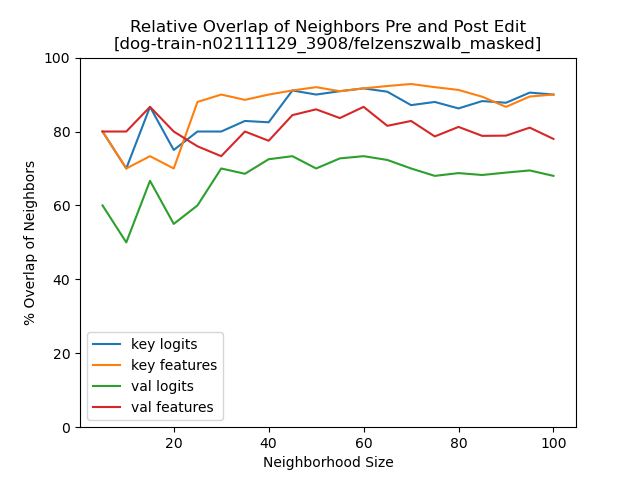 Relative Overlap of Neighbors Pre and Post Edit
[dog-train-n02111129_3908/felzenszwalb_masked]
100
80
60
40
20
0
% Overlap of Neighbors
key logits
key features
val logits
val features
20 40 60 80 100
Neighborhood Size